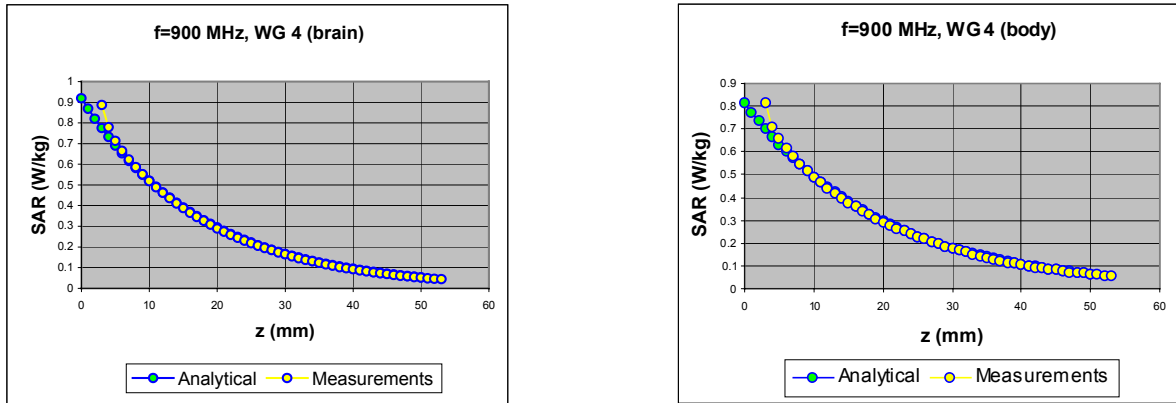 f=900 MHz, WG 4 (brain)
SAR (W/kg)
1
0.9
0.8
0.7
0.6
0.5
0.4
0.3
0.2
0.1
0
0 10 20 30 40 50 60
z (mm)
Analytical Measurements
f=900 MHz, WG 4 (body)
SAR (W/kg)
0.9
0.8
0.7
0.6
0.5
0.4
0.3
0.2
0.1
0
0 10 20 30 40 50 60
z (mm)
Analytical Measurements